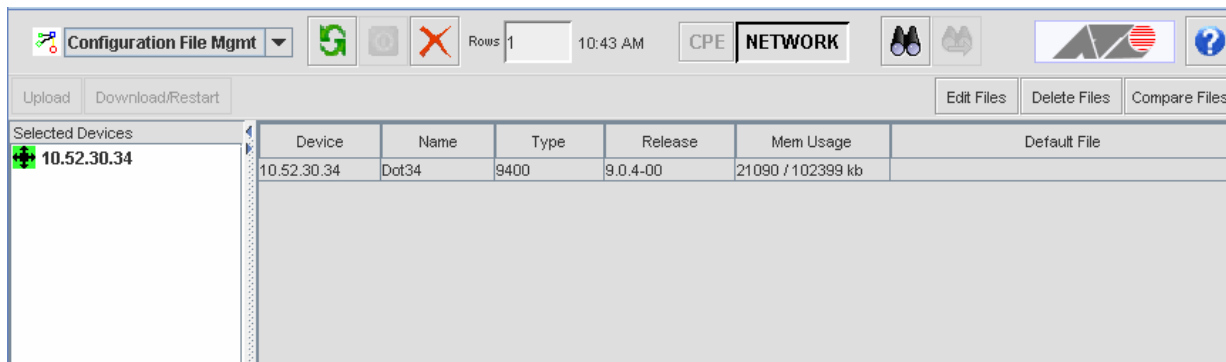 Configuration File Mgmt Rows 1 10:43 AM CPE NETWORK ?
Upload Download/Restart Edit Files Delete Files Compare Files
Selected Devices Device Name Type Release Mem Usage Default File
10.52.30.34 10.52.30.34 Dot34 9400 9.0.4-00 21090 / 102399 kb